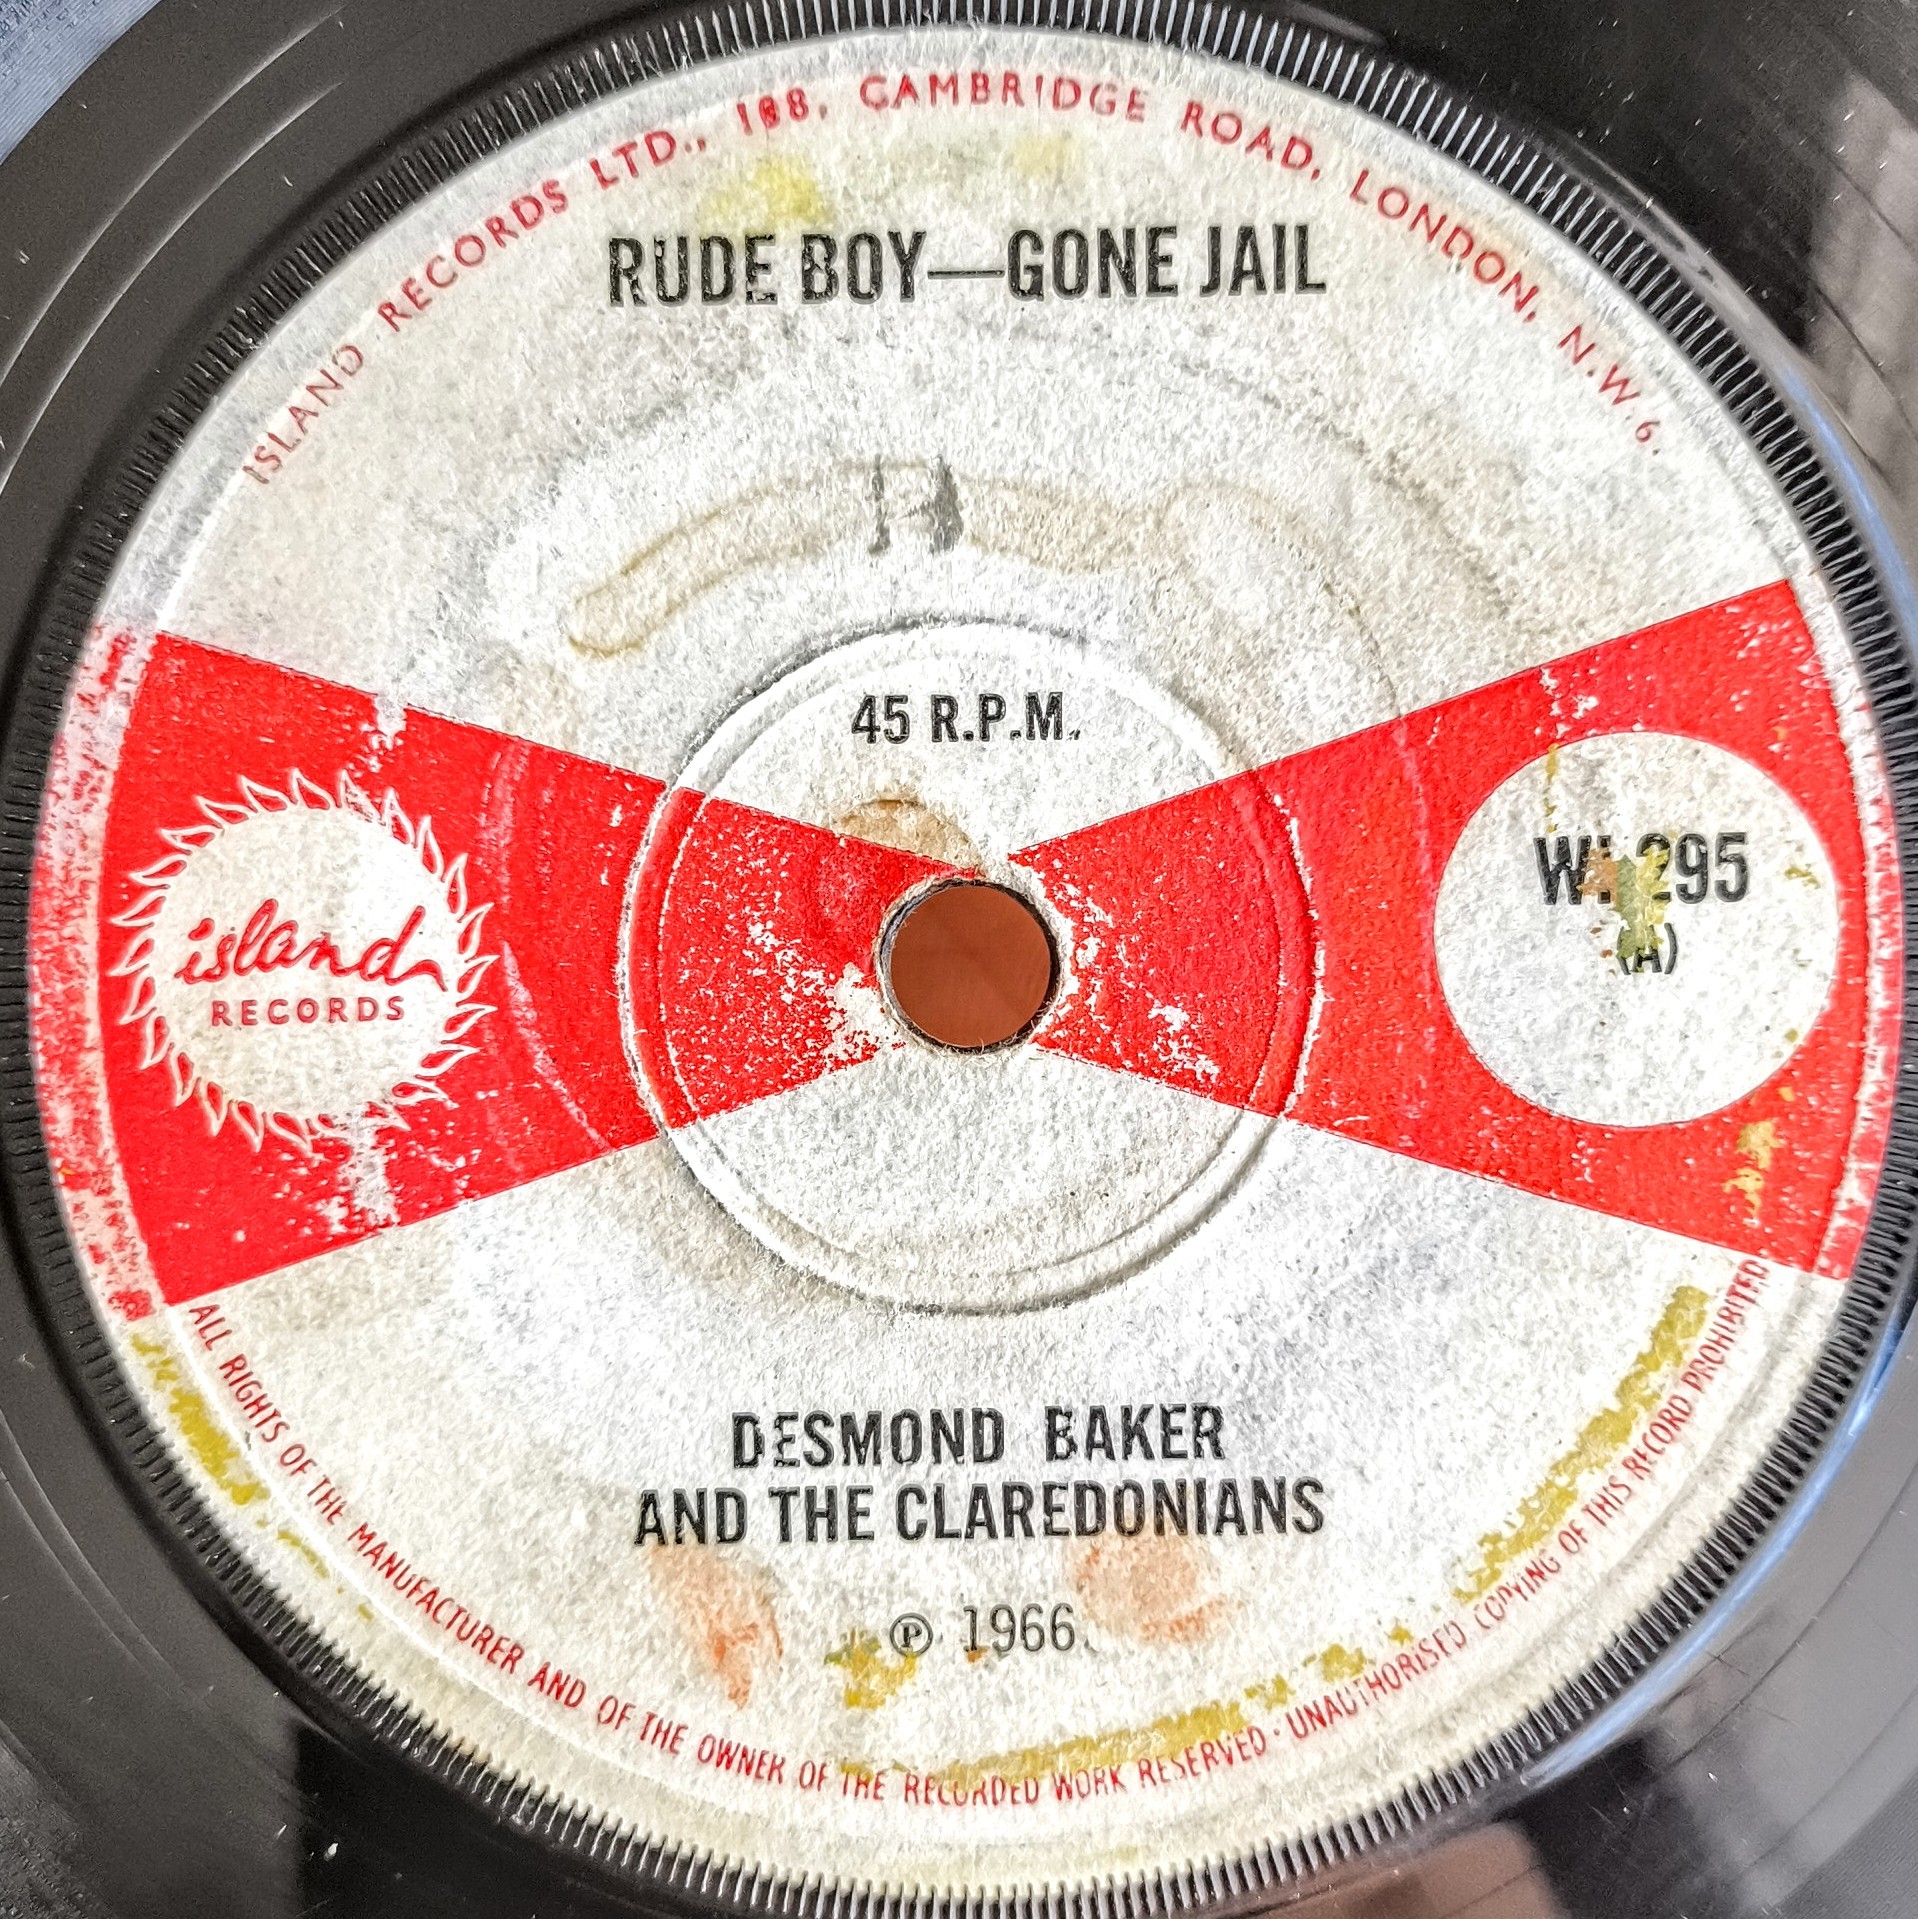 ISLAND RECORDS LTD., 108, CAMBRIDGE ROAD, LONDON, N.W.6.
RUDE BOY—GONE JAIL
45 R.P.M.
island
RECORDS
WI 295
(A)
DESMOND BAKER
AND THE CLAREDONIANS
℗ 1966.
ALL RIGHTS OF THE MANUFACTURER AND OF THE OWNER OF THE RECORDED WORK RESERVED · UNAUTHORISED COPYING OF THIS RECORD PROHIBITED